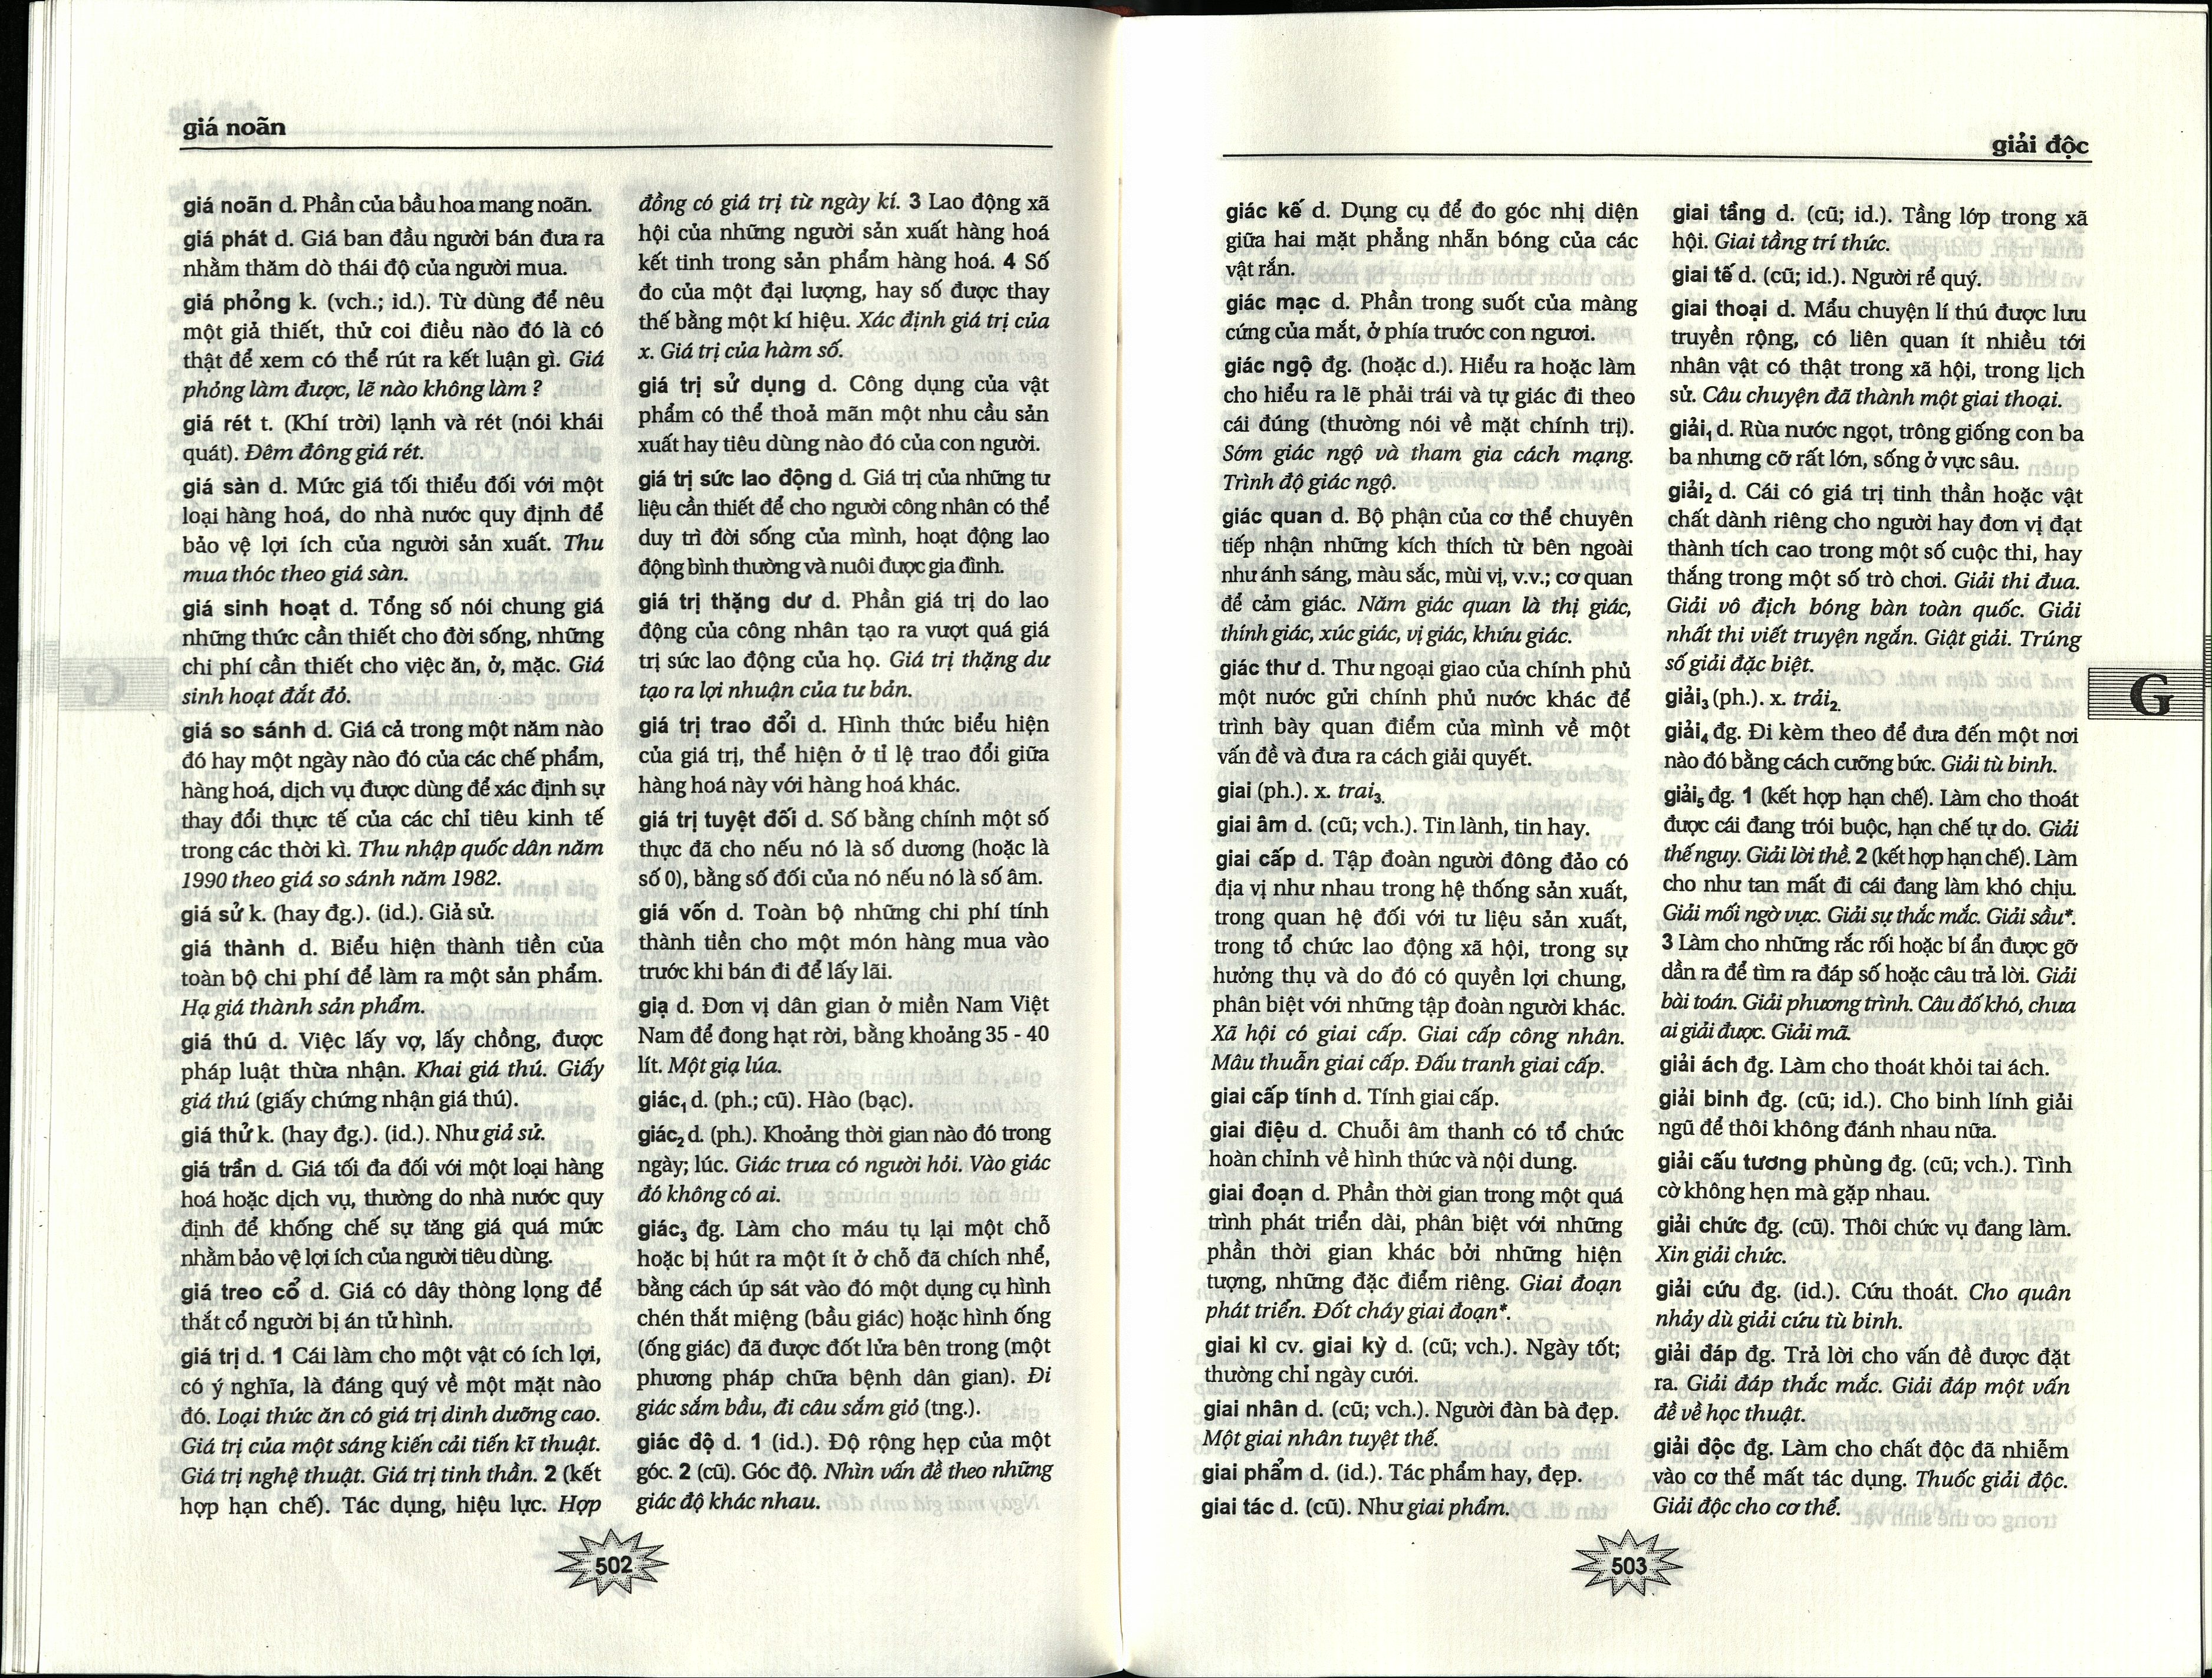 giá noãn
giá noãn d. Phần của bầu hoa mang noãn.
giá phát d. Giá ban đầu người bán đưa ra
nhằm thăm dò thái độ của người mua.
giá phỏng k. (vch.; id.). Từ dùng để nêu
một giả thiết, thử coi điều nào đó là có
thật để xem có thể rút ra kết luận gì. Giá
phỏng làm được, lẽ nào không làm ?
giá rét t. (Khí trời) lạnh và rét (nói khái
quát). Đêm đông giá rét.
giá sàn d. Mức giá tối thiểu đối với một
loại hàng hoá, do nhà nước quy định để
bảo vệ lợi ích của người sản xuất. Thu
mua thóc theo giá sàn.
giá sinh hoạt d. Tổng số nói chung giá
những thức cần thiết cho đời sống, những
chi phí cần thiết cho việc ăn, ở, mặc. Giá
sinh hoạt đắt đỏ.
giá so sánh d. Giá cả trong một năm nào
đó hay một ngày nào đó của các chế phẩm,
hàng hoá, dịch vụ được dùng để xác định sự
thay đổi thực tế của các chỉ tiêu kinh tế
trong các thời kì. Thu nhập quốc dân năm
1990 theo giá so sánh năm 1982.
giá sử k. (hay đg.). (id.). Giả sử.
giá thành d. Biểu hiện thành tiền của
toàn bộ chi phí để làm ra một sản phẩm.
Hạ giá thành sản phẩm.
giá thú d. Việc lấy vợ, lấy chồng, được
pháp luật thừa nhận. Khai giá thú. Giấy
giá thú (giấy chứng nhận giá thú).
giá thử k. (hay đg.). (id.). Như giả sử.
giá trần d. Giá tối đa đối với một loại hàng
hoá hoặc dịch vụ, thường do nhà nước quy
định để khống chế sự tăng giá quá mức
nhằm bảo vệ lợi ích của người tiêu dùng.
giá treo cổ d. Giá có dây thòng lọng để
thắt cổ người bị án tử hình.
giá trị d. 1 Cái làm cho một vật có ích lợi,
có ý nghĩa, là đáng quý về một mặt nào
đó. Loại thức ăn có giá trị dinh dưỡng cao.
Giá trị của một sáng kiến cải tiến kĩ thuật.
Giá trị nghệ thuật. Giá trị tinh thần. 2 (kết
hợp hạn chế). Tác dụng, hiệu lực. Hợp
đồng có giá trị từ ngày kí. 3 Lao động xã
hội của những người sản xuất hàng hoá
kết tinh trong sản phẩm hàng hoá. 4 Số
đo của một đại lượng, hay số được thay
thế bằng một kí hiệu. Xác định giá trị của
x. Giá trị của hàm số.
giá trị sử dụng d. Công dụng của vật
phẩm có thể thoả mãn một nhu cầu sản
xuất hay tiêu dùng nào đó của con người.
giá trị sức lao động d. Giá trị của những tư
liệu cần thiết để cho người công nhân có thể
duy trì đời sống của mình, hoạt động lao
động bình thường và nuôi được gia đình.
giá trị thặng dư d. Phần giá trị do lao
động của công nhân tạo ra vượt quá giá
trị sức lao động của họ. Giá trị thặng dư
tạo ra lợi nhuận của tư bản.
giá trị trao đổi d. Hình thức biểu hiện
của giá trị, thể hiện ở tỉ lệ trao đổi giữa
hàng hoá này với hàng hoá khác.
giá trị tuyệt đối d. Số bằng chính một số
thực đã cho nếu nó là số dương (hoặc là
số 0), bằng số đối của nó nếu nó là số âm.
giá vốn d. Toàn bộ những chi phí tính
thành tiền cho một món hàng mua vào
trước khi bán đi để lấy lãi.
giạ d. Đơn vị dân gian ở miền Nam Việt
Nam để đong hạt rời, bằng khoảng 35 - 40
lít. Một giạ lúa.
giác₁ d. (ph.; cũ). Hào (bạc).
giác₂ d. (ph.). Khoảng thời gian nào đó trong
ngày; lúc. Giác trưa có người hỏi. Vào giác
đó không có ai.
giác₃ đg. Làm cho máu tụ lại một chỗ
hoặc bị hút ra một ít ở chỗ đã chích nhể,
bằng cách úp sát vào đó một dụng cụ hình
chén thắt miệng (bầu giác) hoặc hình ống
(ống giác) đã được đốt lửa bên trong (một
phương pháp chữa bệnh dân gian). Đi
giác sắm bầu, đi câu sắm giỏ (tng.).
giác độ d. 1 (id.). Độ rộng hẹp của một
góc. 2 (cũ). Góc độ. Nhìn vấn đề theo những
giác độ khác nhau.
502
giải độc
giác kế d. Dụng cụ để đo góc nhị diện
giữa hai mặt phẳng nhẵn bóng của các
vật rắn.
giác mạc d. Phần trong suốt của màng
cứng của mắt, ở phía trước con ngươi.
giác ngộ đg. (hoặc d.). Hiểu ra hoặc làm
cho hiểu ra lẽ phải trái và tự giác đi theo
cái đúng (thường nói về mặt chính trị).
Sớm giác ngộ và tham gia cách mạng.
Trình độ giác ngộ.
giác quan d. Bộ phận của cơ thể chuyên
tiếp nhận những kích thích từ bên ngoài
như ánh sáng, màu sắc, mùi vị, v.v.; cơ quan
để cảm giác. Năm giác quan là thị giác,
thính giác, xúc giác, vị giác, khứu giác.
giác thư d. Thư ngoại giao của chính phủ
một nước gửi chính phủ nước khác để
trình bày quan điểm của mình về một
vấn đề và đưa ra cách giải quyết.
giai (ph.). x. trai₃.
giai âm d. (cũ; vch.). Tin lành, tin hay.
giai cấp d. Tập đoàn người đông đảo có
địa vị như nhau trong hệ thống sản xuất,
trong quan hệ đối với tư liệu sản xuất,
trong tổ chức lao động xã hội, trong sự
hưởng thụ và do đó có quyền lợi chung,
phân biệt với những tập đoàn người khác.
Xã hội có giai cấp. Giai cấp công nhân.
Mâu thuẫn giai cấp. Đấu tranh giai cấp.
giai cấp tính d. Tính giai cấp.
giai điệu d. Chuỗi âm thanh có tổ chức
hoàn chỉnh về hình thức và nội dung.
giai đoạn d. Phần thời gian trong một quá
trình phát triển dài, phân biệt với những
phần thời gian khác bởi những hiện
tượng, những đặc điểm riêng. Giai đoạn
phát triển. Đốt cháy giai đoạn*.
giai kì cv. giai kỳ d. (cũ; vch.). Ngày tốt;
thường chỉ ngày cưới.
giai nhân d. (cũ; vch.). Người đàn bà đẹp.
Một giai nhân tuyệt thế.
giai phẩm d. (id.). Tác phẩm hay, đẹp.
giai tác d. (cũ). Như giai phẩm.
giai tầng d. (cũ; id.). Tầng lớp trong xã
hội. Giai tầng trí thức.
giai tế d. (cũ; id.). Người rể quý.
giai thoại d. Mẩu chuyện lí thú được lưu
truyền rộng, có liên quan ít nhiều tới
nhân vật có thật trong xã hội, trong lịch
sử. Câu chuyện đã thành một giai thoại.
giải₁ d. Rùa nước ngọt, trông giống con ba
ba nhưng cỡ rất lớn, sống ở vực sâu.
giải₂ d. Cái có giá trị tinh thần hoặc vật
chất dành riêng cho người hay đơn vị đạt
thành tích cao trong một số cuộc thi, hay
thắng trong một số trò chơi. Giải thi đua.
Giải vô địch bóng bàn toàn quốc. Giải
nhất thi viết truyện ngắn. Giật giải. Trúng
số giải đặc biệt.
giải₃ (ph.). x. trải₂.
giải₄ đg. Đi kèm theo để đưa đến một nơi
nào đó bằng cách cưỡng bức. Giải tù binh.
giải₅ đg. 1 (kết hợp hạn chế). Làm cho thoát
được cái đang trói buộc, hạn chế tự do. Giải
thế nguy. Giải lời thề. 2 (kết hợp hạn chế). Làm
cho như tan mất đi cái đang làm khó chịu.
Giải mối ngờ vực. Giải sự thắc mắc. Giải sầu*.
3 Làm cho những rắc rối hoặc bí ẩn được gỡ
dần ra để tìm ra đáp số hoặc câu trả lời. Giải
bài toán. Giải phương trình. Câu đố khó, chưa
ai giải được. Giải mã.
giải ách đg. Làm cho thoát khỏi tai ách.
giải binh đg. (cũ; id.). Cho binh lính giải
ngũ để thôi không đánh nhau nữa.
giải cấu tương phùng đg. (cũ; vch.). Tình
cờ không hẹn mà gặp nhau.
giải chức đg. (cũ). Thôi chức vụ đang làm.
Xin giải chức.
giải cứu đg. (id.). Cứu thoát. Cho quân
nhảy dù giải cứu tù binh.
giải đáp đg. Trả lời cho vấn đề được đặt
ra. Giải đáp thắc mắc. Giải đáp một vấn
đề về học thuật.
giải độc đg. Làm cho chất độc đã nhiễm
vào cơ thể mất tác dụng. Thuốc giải độc.
Giải độc cho cơ thể.
G
503